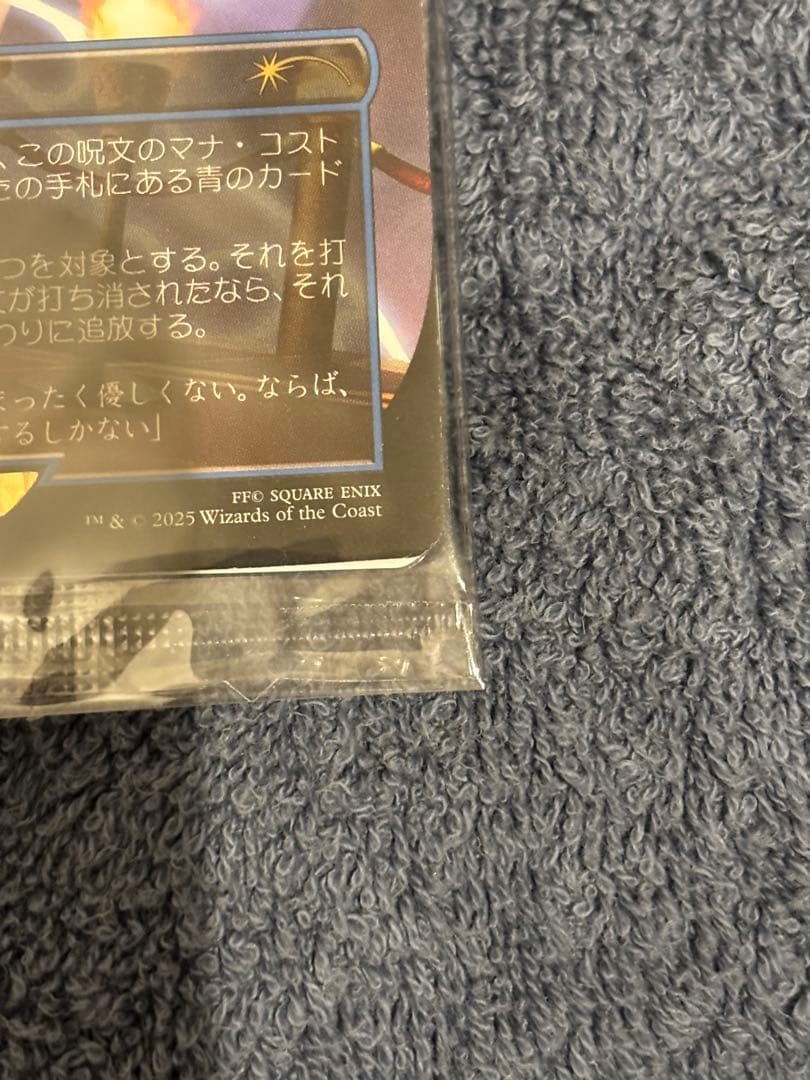 、この呪文のマナ・コスト
の手札にある青のカード
つを対象とする。それを打
が打ち消されたなら、それ
わりに追放する。
まったく優しくない。ならば、
するしかない」
FF© SQUARE ENIX
™ & © 2025 Wizards of the Coast